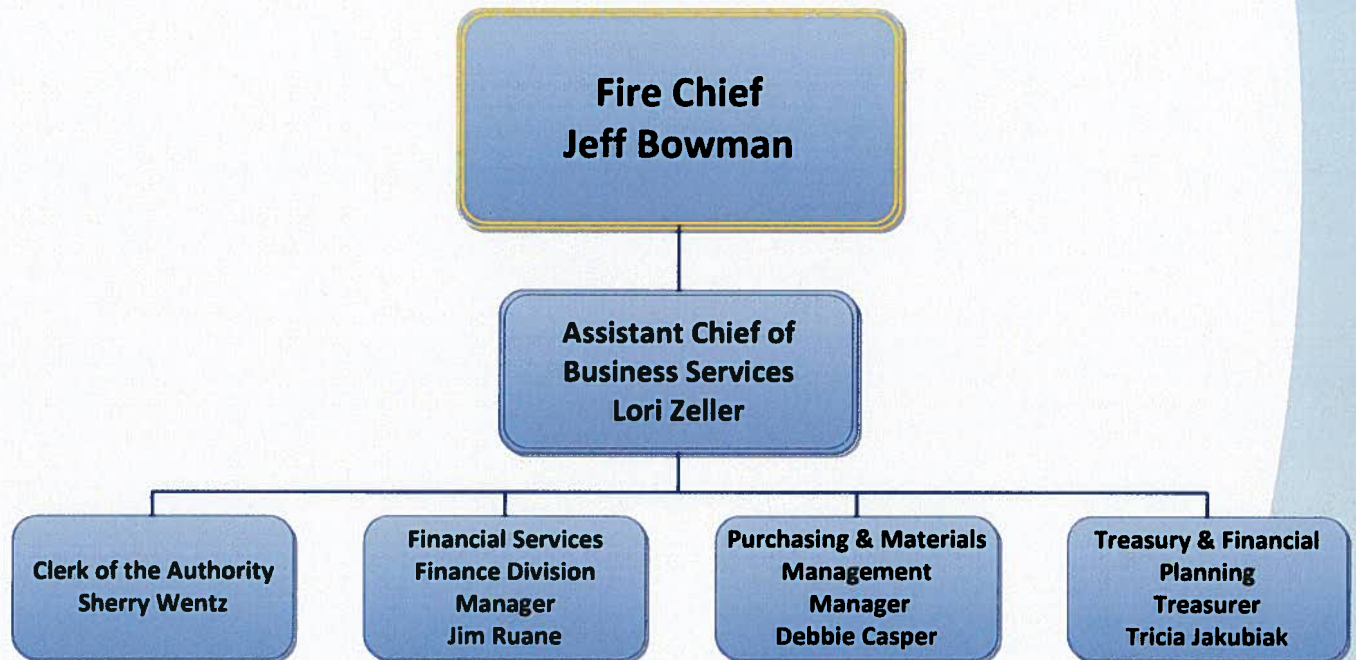 Fire Chief
Jeff Bowman
Assistant Chief of
Business Services
Lori Zeller
Clerk of the Authority
Sherry Wentz
Financial Services
Finance Division
Manager
Jim Ruane
Purchasing & Materials
Management
Manager
Debbie Casper
Treasury & Financial
Planning
Treasurer
Tricia Jakubiak